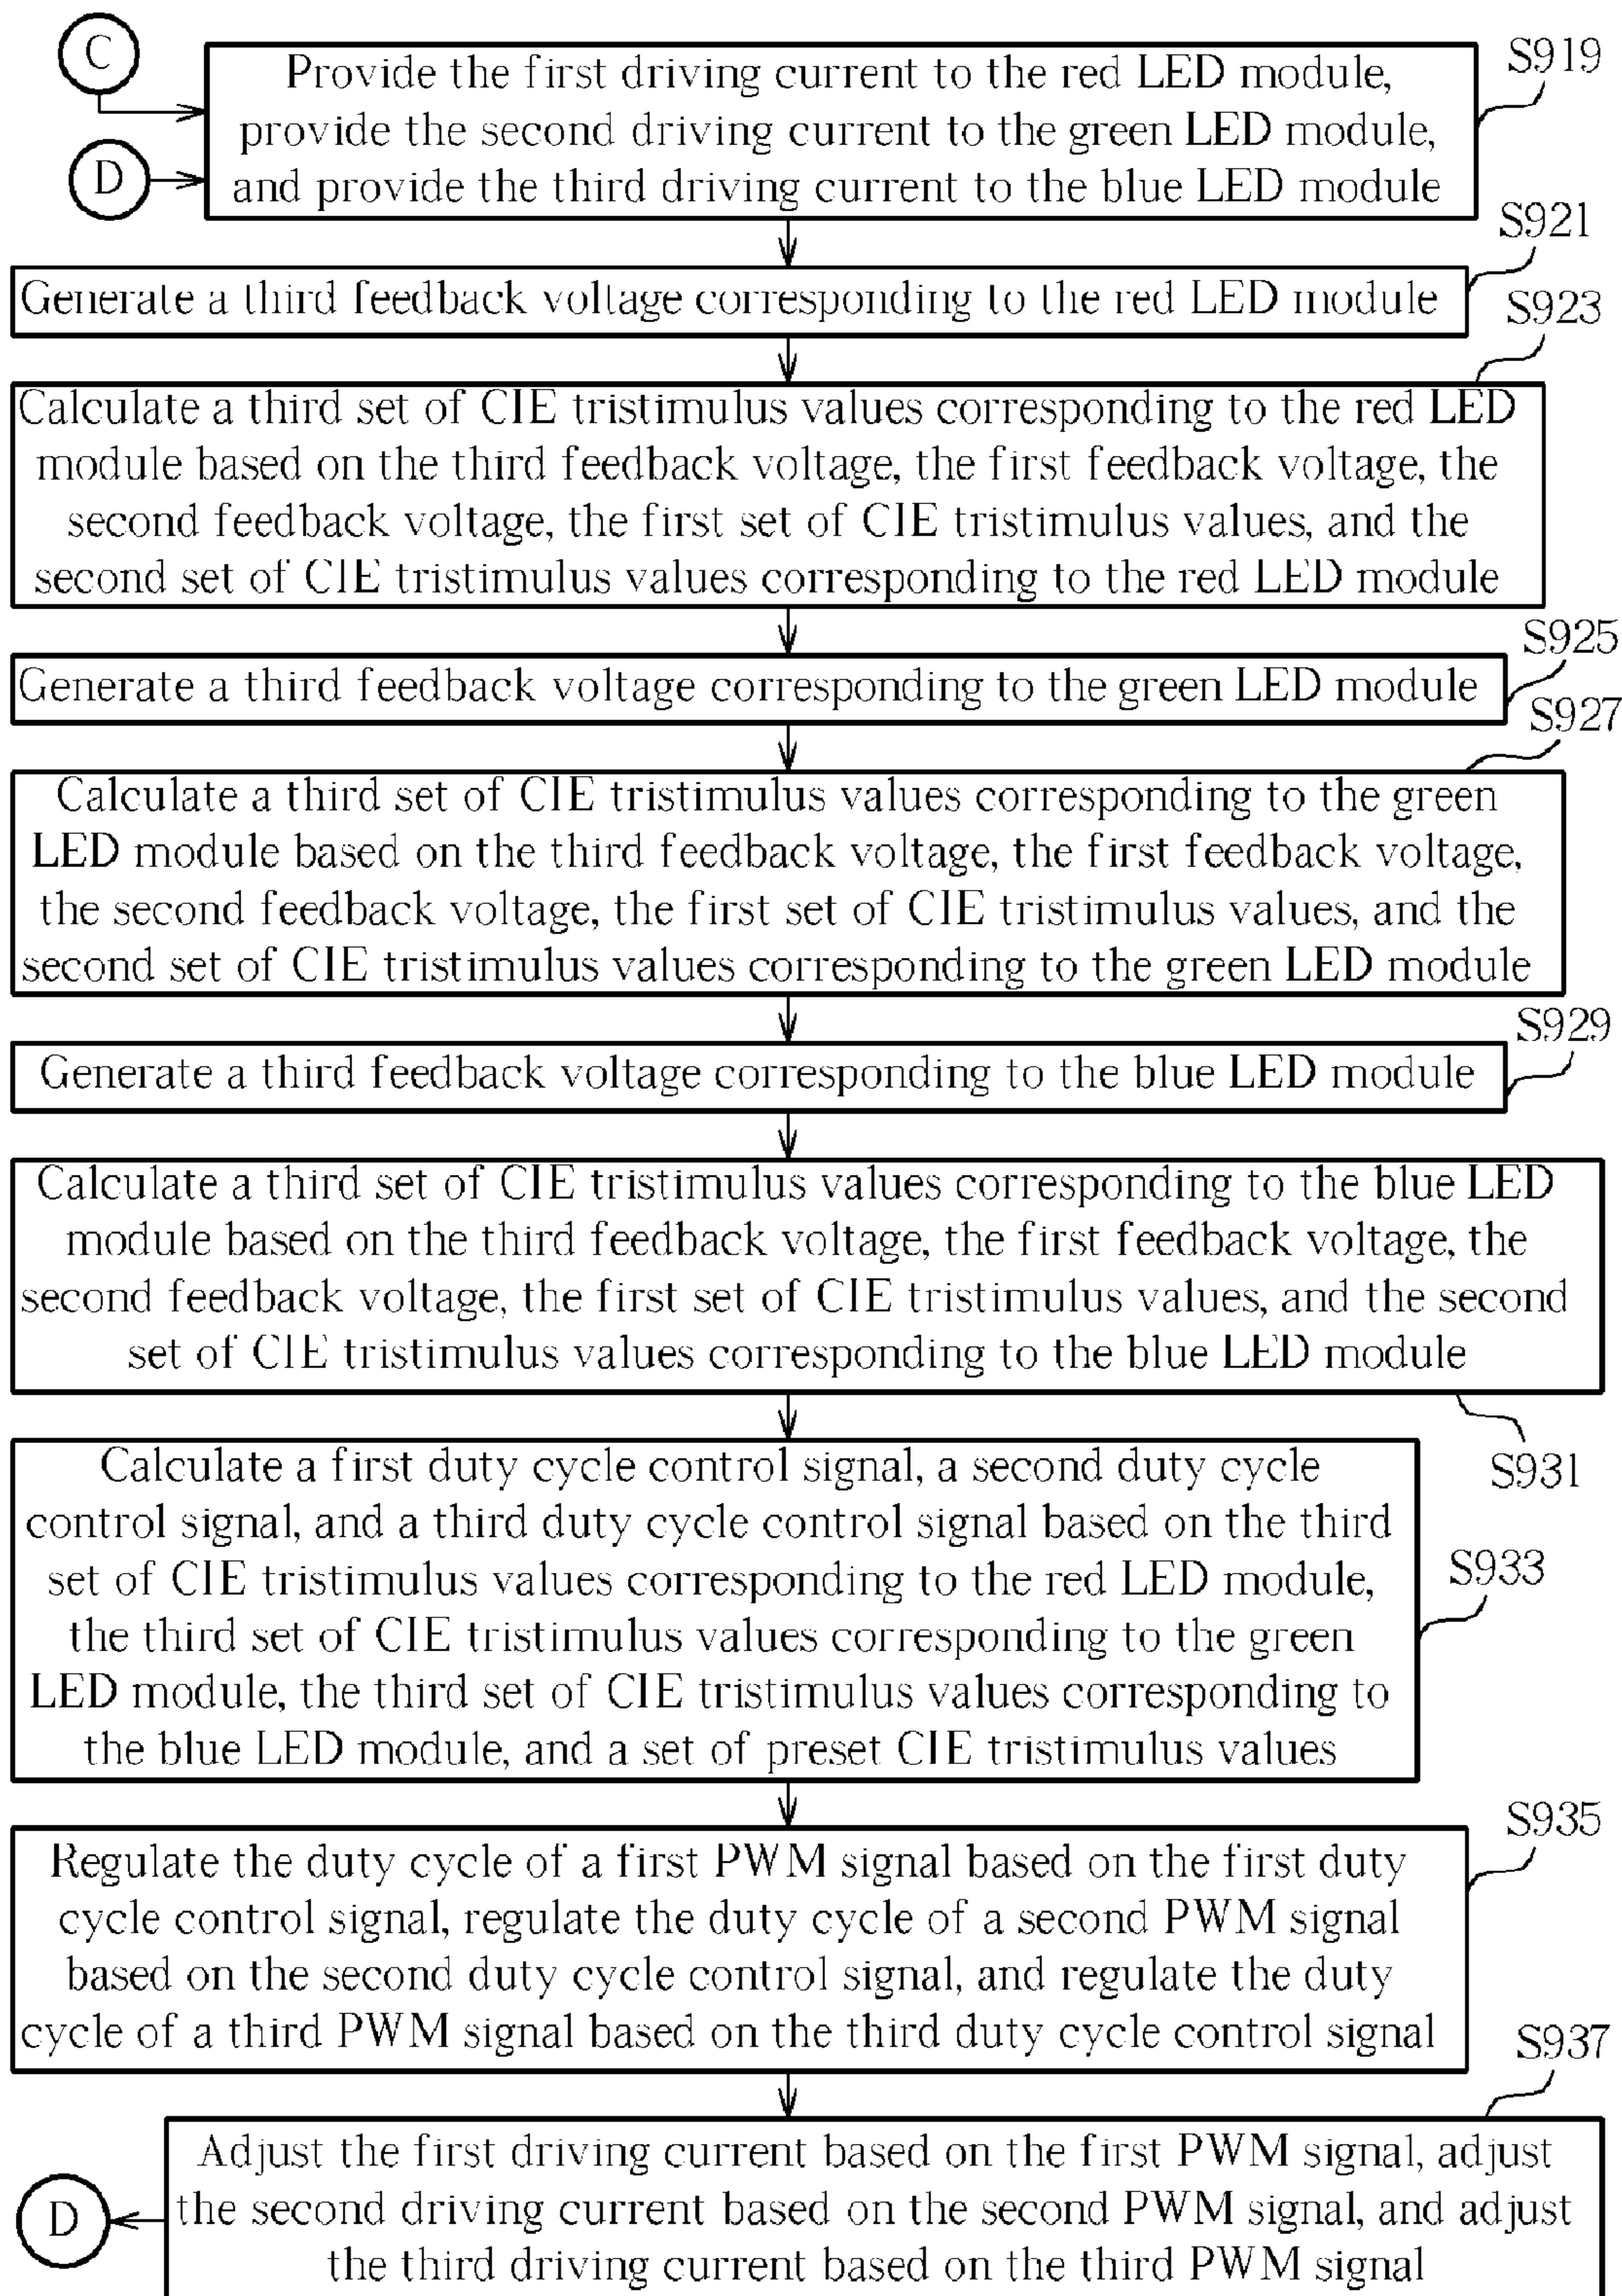 C
S919
Provide the first driving current to the red LED module,
provide the second driving current to the green LED module,
D
and provide the third driving current to the blue LED module
S921
Generate a third feedback voltage corresponding to the red LED module
S923
Calculate a third set of CIE tristimulus values corresponding to the red LED
module based on the third feedback voltage, the first feedback voltage, the
second feedback voltage, the first set of CIE tristimulus values, and the
second set of CIE tristimulus values corresponding to the red LED module
S925
Generate a third feedback voltage corresponding to the green LED module
S927
Calculate a third set of CIE tristimulus values corresponding to the green
LED module based on the third feedback voltage, the first feedback voltage,
the second feedback voltage, the first set of CIE tristimulus values, and the
second set of CIE tristimulus values corresponding to the green LED module
S929
Generate a third feedback voltage corresponding to the blue LED module
Calculate a third set of CIE tristimulus values corresponding to the blue LED
module based on the third feedback voltage, the first feedback voltage, the
second feedback voltage, the first set of CIE tristimulus values, and the second
set of CIE tristimulus values corresponding to the blue LED module
S931
Calculate a first duty cycle control signal, a second duty cycle
control signal, and a third duty cycle control signal based on the third
set of CIE tristimulus values corresponding to the red LED module,
the third set of CIE tristimulus values corresponding to the green
LED module, the third set of CIE tristimulus values corresponding to
the blue LED module, and a set of preset CIE tristimulus values
S933
S935
Regulate the duty cycle of a first PWM signal based on the first duty
cycle control signal, regulate the duty cycle of a second PWM signal
based on the second duty cycle control signal, and regulate the duty
cycle of a third PWM signal based on the third duty cycle control signal
S937
Adjust the first driving current based on the first PWM signal, adjust
the second driving current based on the second PWM signal, and adjust
the third driving current based on the third PWM signal
D